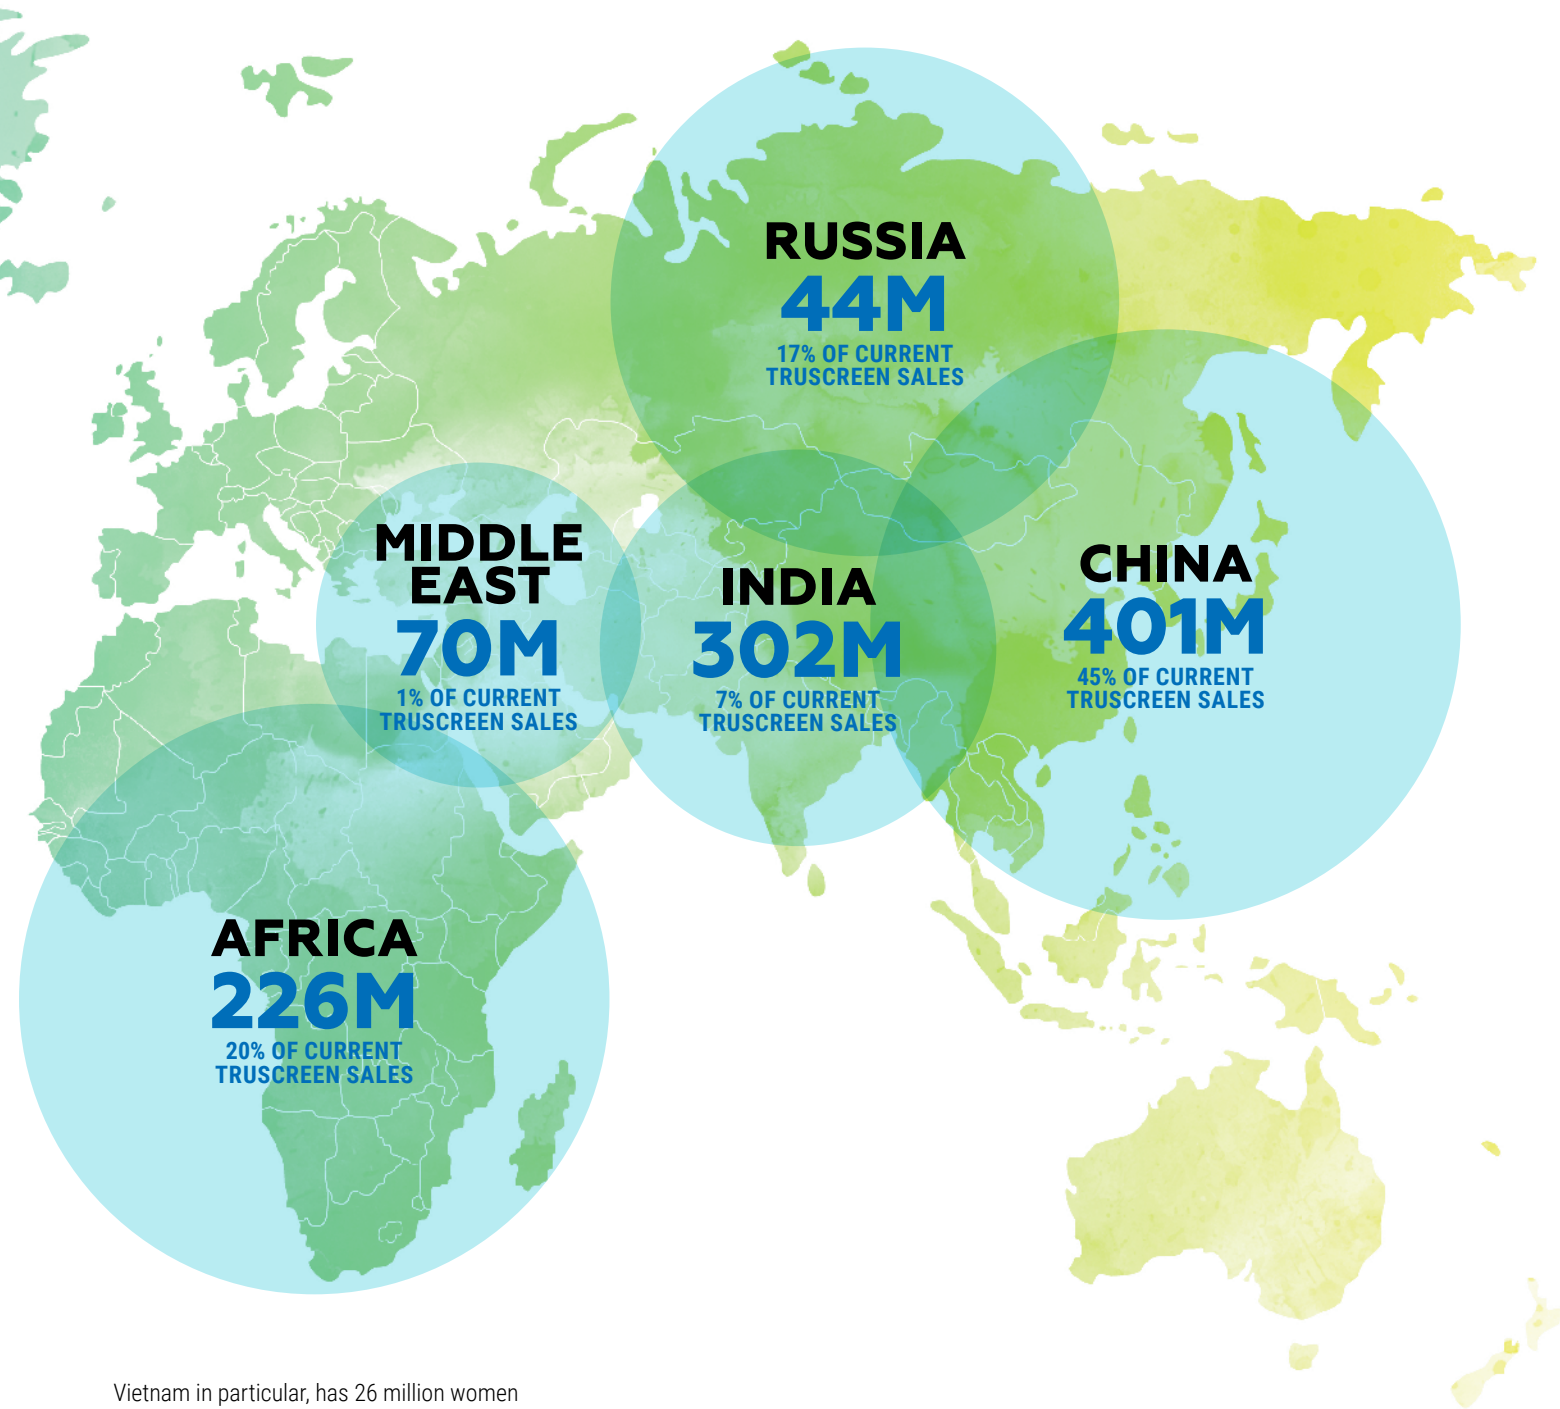 RUSSIA
44M
17% OF CURRENT
TRUSCREEN SALES
MIDDLE
EAST
70M
1% OF CURRENT
TRUSCREEN SALES
INDIA
302M
7% OF CURRENT
TRUSCREEN SALES
CHINA
401M
45% OF CURRENT
TRUSCREEN SALES
AFRICA
226M
20% OF CURRENT
TRUSCREEN SALES
Vietnam in particular, has 26 million women